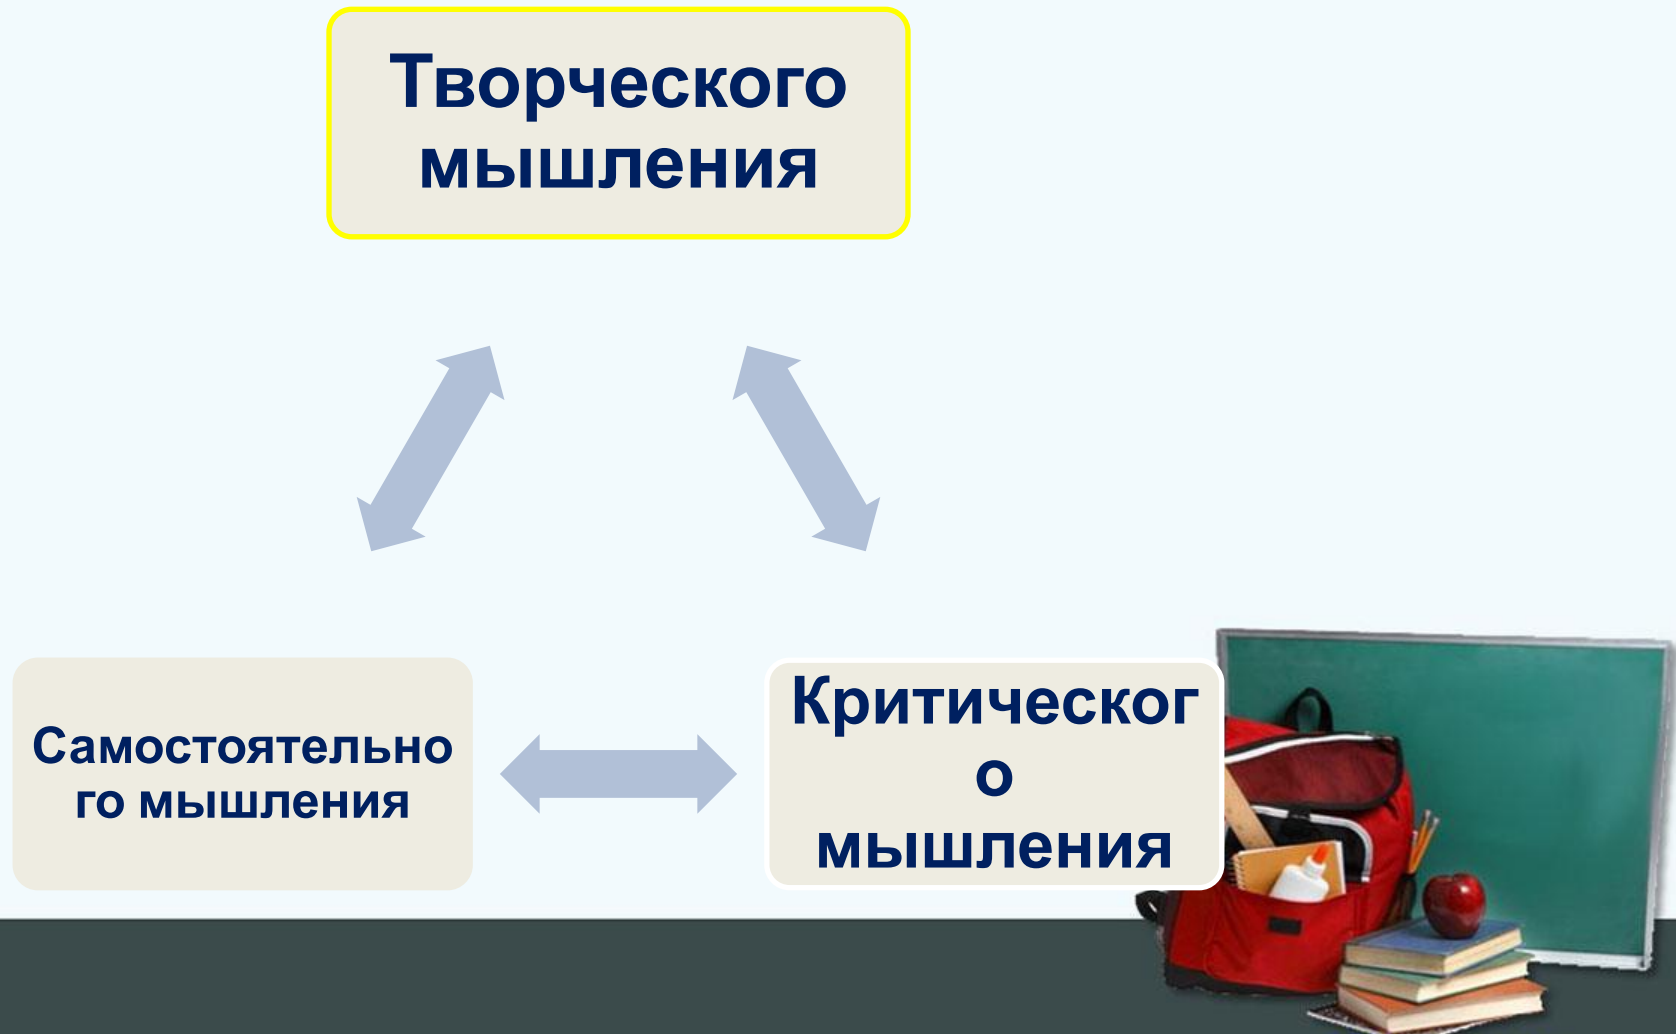 Творческого
мышления
Самостоятельно
го мышления
Критическог
о
мышления